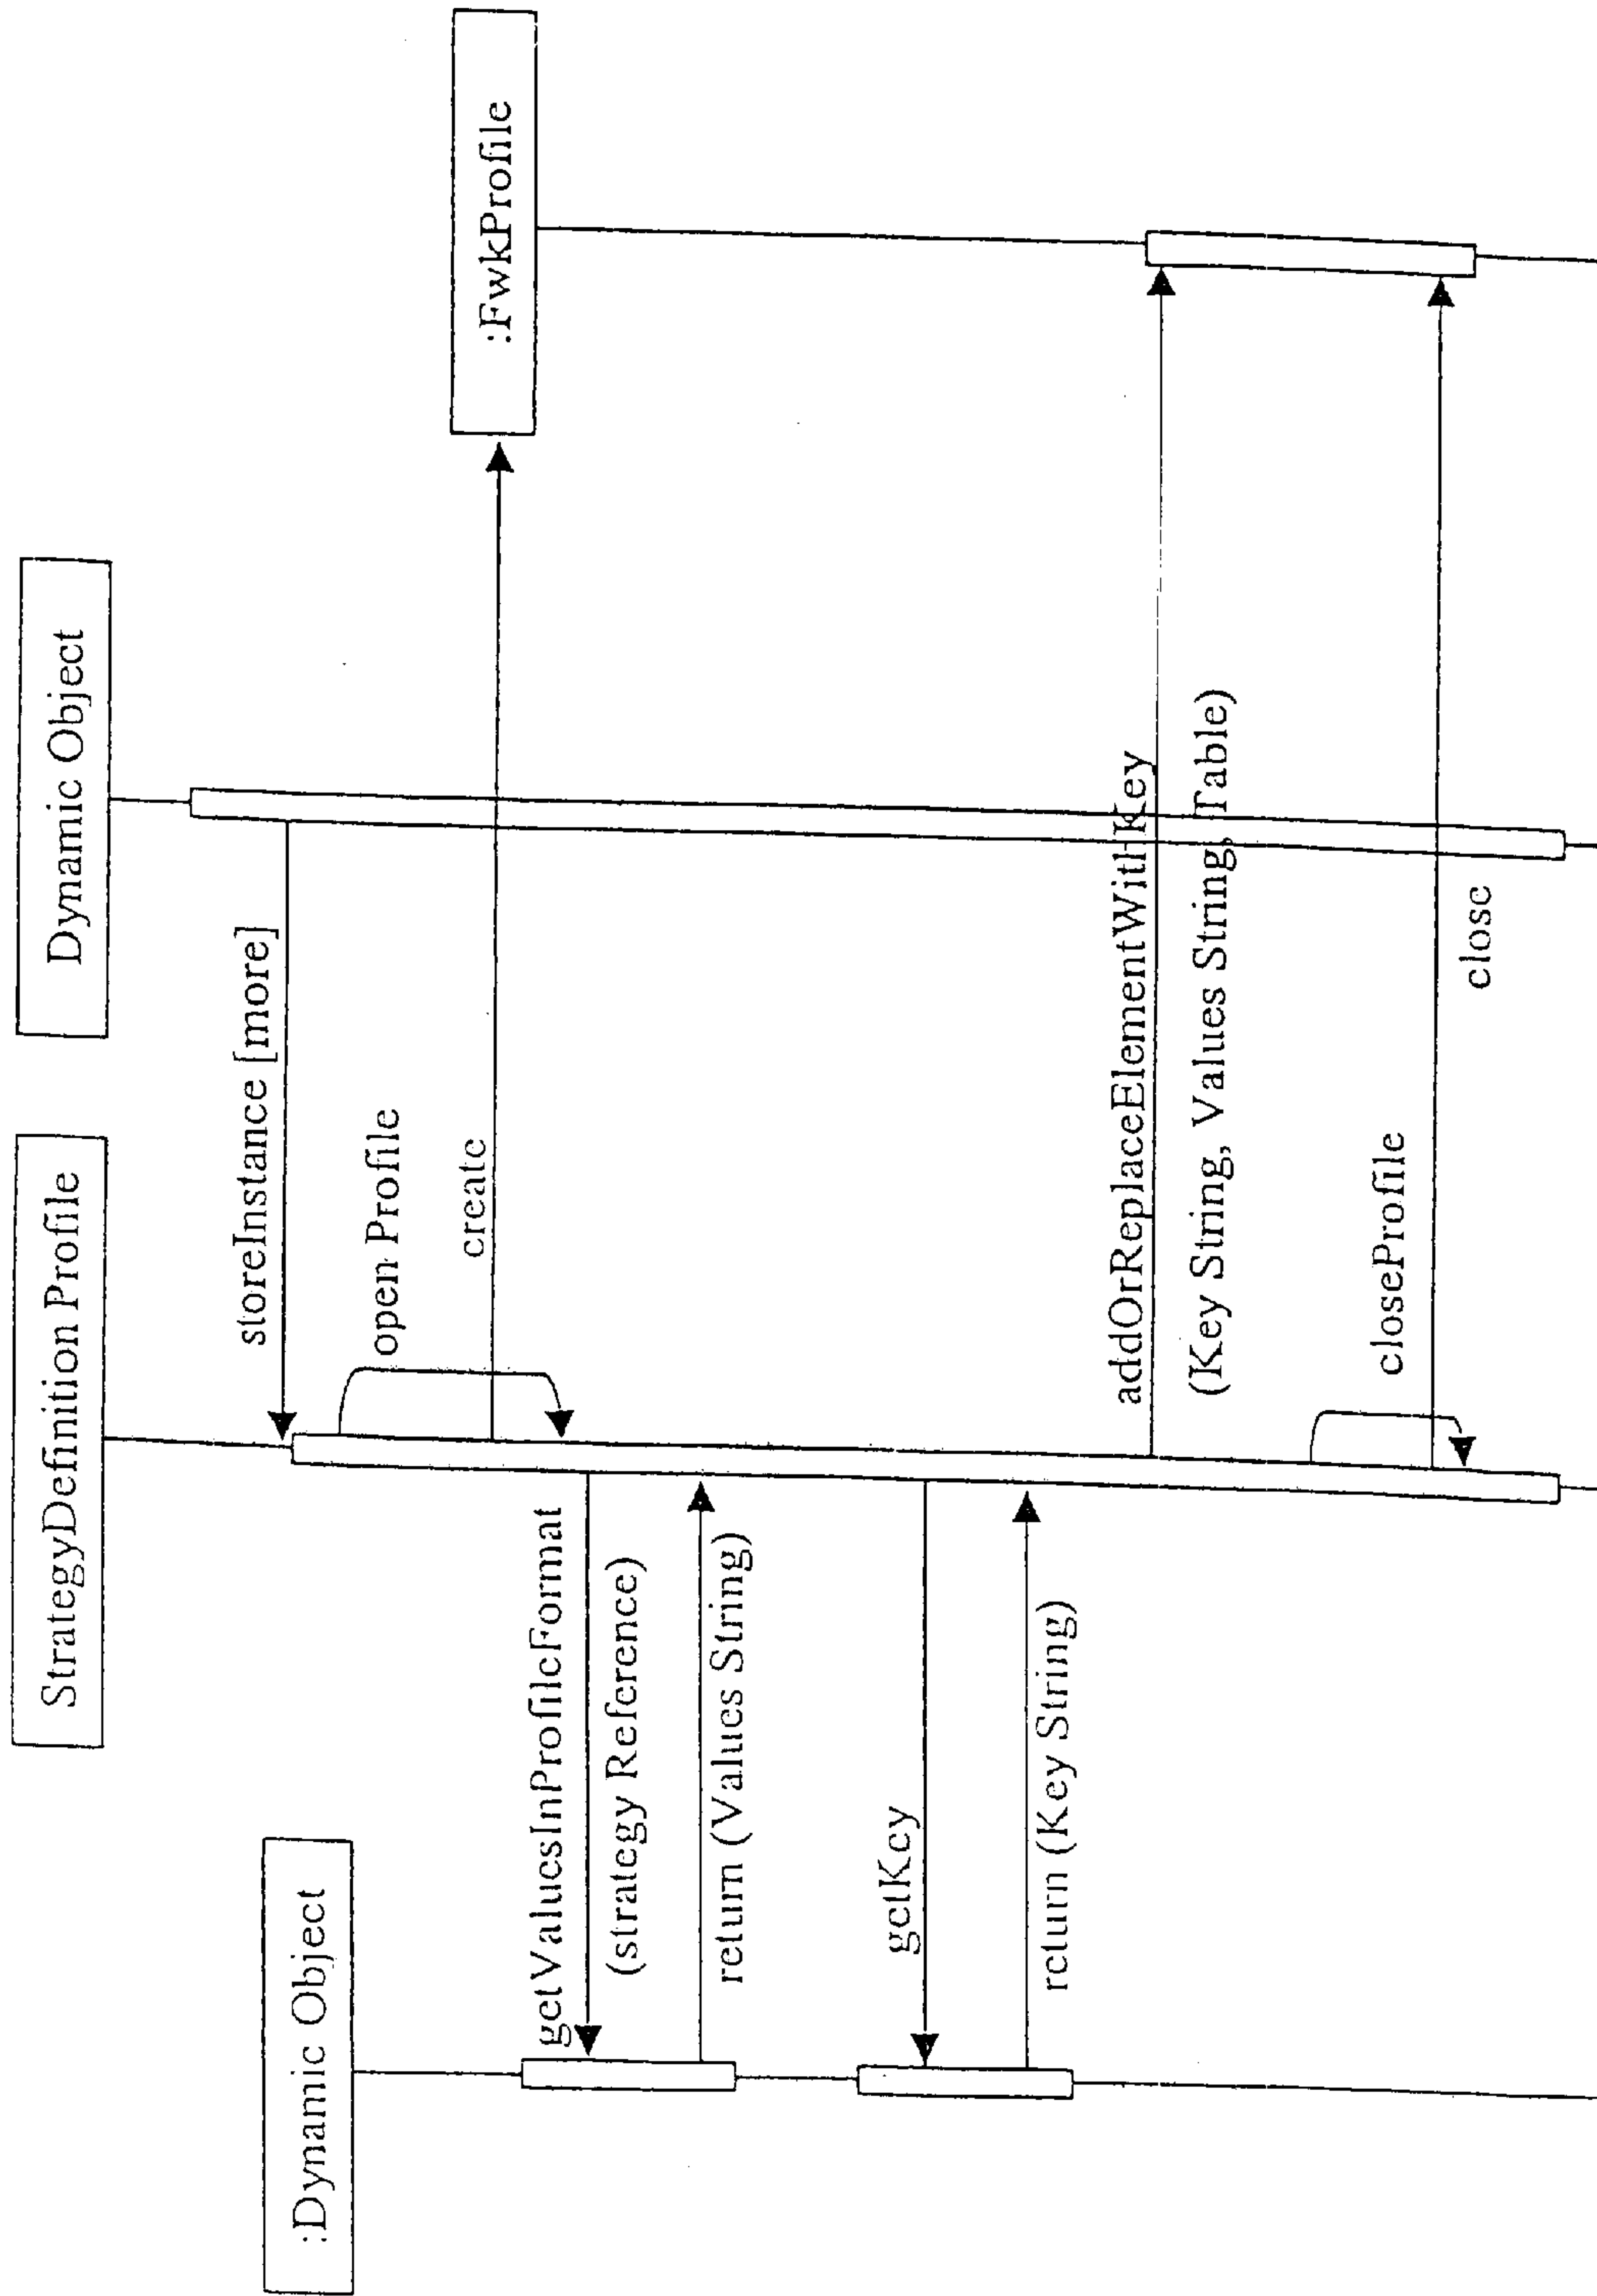 :Dynamic Object
StrategyDefinition Profile
Dynamic Object
:FwkProfile
storeInstance [more]
open Profile
create
getValuesInProfileFormat
(strategy Reference)
return (Values String)
getKey
return (Key String)
addOrReplaceElementWithKey
(Key String, Values String, Table)
closeProfile
close